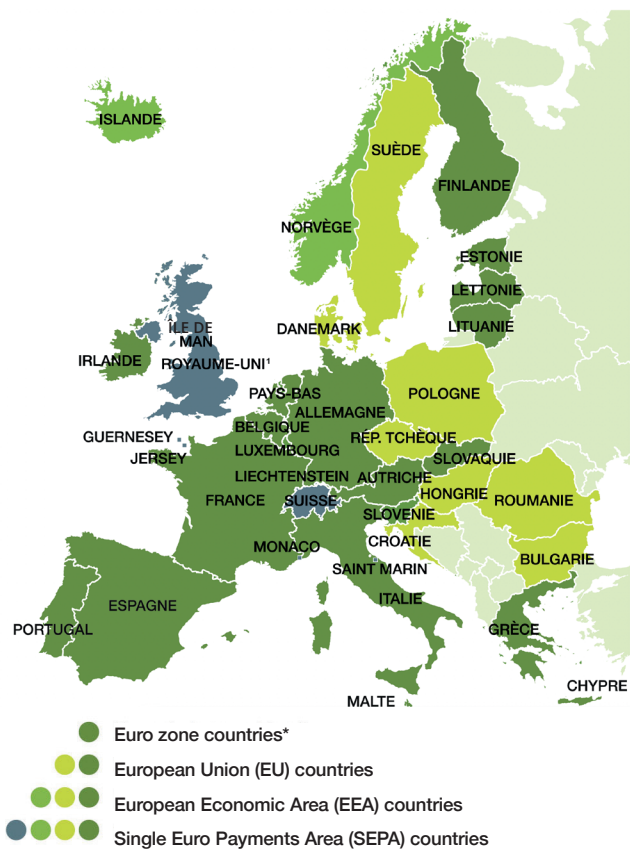 ISLANDE
SUÈDE
FINLANDE
NORVÈGE
ESTONIE
LETTONIE
LITUANIE
DANEMARK
ÎLE DE
MAN
IRLANDE
ROYAUME-UNI¹
PAYS-BAS
POLOGNE
ALLEMAGNE
BELGIQUE
GUERNESEY
RÉP. TCHÈQUE
JERSEY
LUXEMBOURG
SLOVAQUIE
LIECHTENSTEIN
AUTRICHE
FRANCE
SUISSE
HONGRIE
ROUMANIE
SLOVENIE
MONACO
CROATIE
BULGARIE
SAINT MARIN
ESPAGNE
ITALIE
PORTUGAL
GRÈCE
CHYPRE
MALTE
Euro zone countries*
European Union (EU) countries
European Economic Area (EEA) countries
Single Euro Payments Area (SEPA) countries